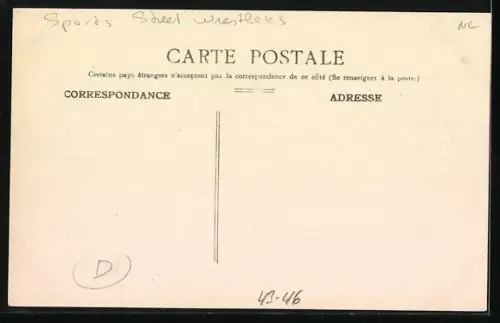 Sports Street Wrestlers
NC
CARTE POSTALE
Certains pays étrangers n'acceptent pas la correspondance de ce côté (Se renseigner à la poste.)
CORRESPONDANCE
ADRESSE
D
43-46